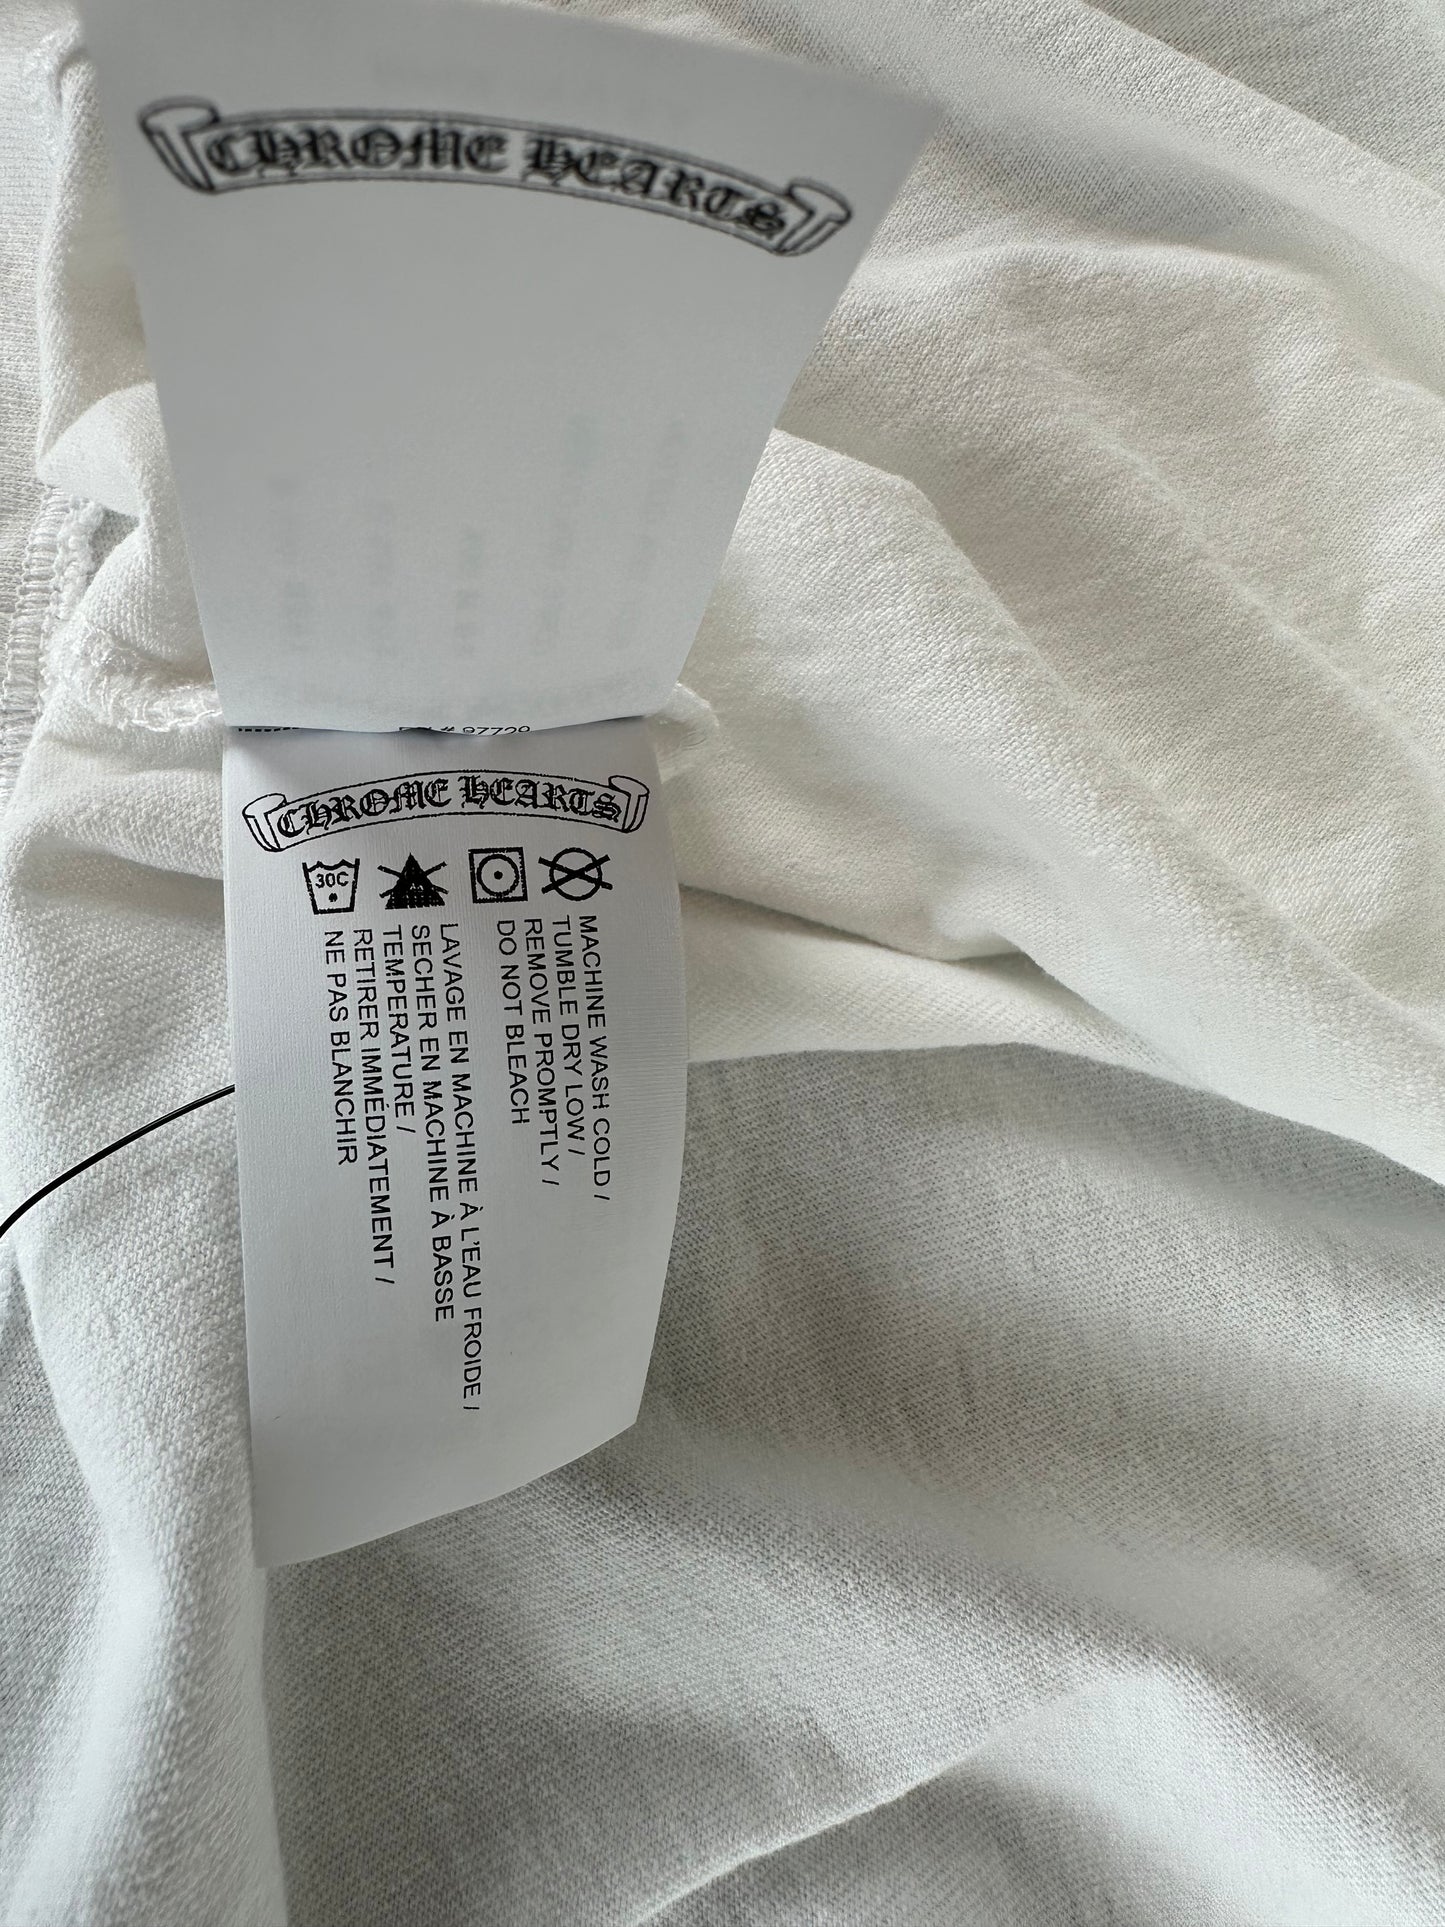 CHROME HEARTS
# 97729
CHROME HEARTS
30C
MACHINE WASH COLD /
TUMBLE DRY LOW /
REMOVE PROMPTLY /
DO NOT BLEACH
LAVAGE EN MACHINE À L'EAU FROIDE /
SECHER EN MACHINE À BASSE
TEMPERATURE /
RETIRER IMMÉDIATEMENT /
NE PAS BLANCHIR